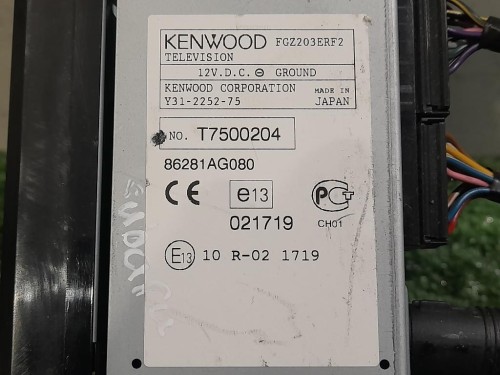 KENWOOD FGZ203ERF2
TELEVISION
12V.D.C. ⊖ GROUND
KENWOOD CORPORATION MADE IN
Y31-2252-75 JAPAN
NO. T7500204
86281AG080
CE e13 PCT
021719 CH01
E13 10 R-02 1719